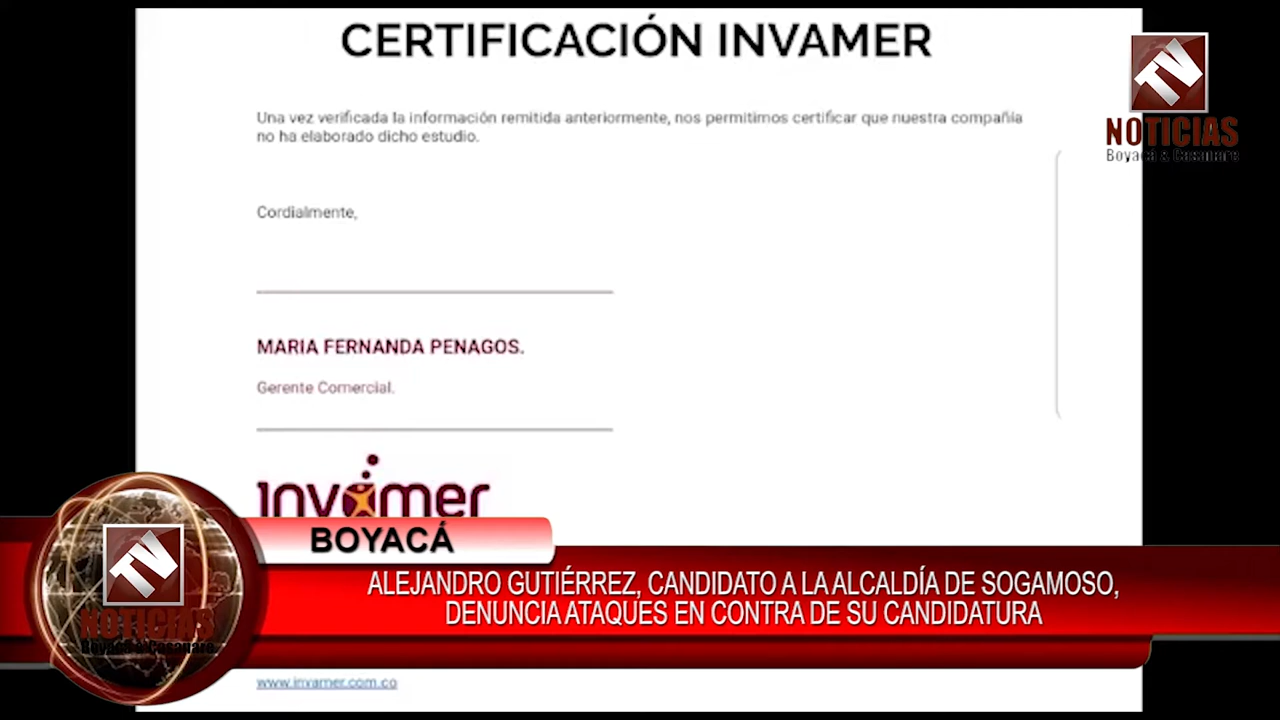 CERTIFICACIÓN INVAMER
TV
NOTICIAS
Boyacá & Casanare
Una vez verificada la información remitida anteriormente, nos permitimos certificar que nuestra compañía
no ha elaborado dicho estudio.
Cordialmente,
MARIA FERNANDA PENAGOS.
Gerente Comercial.
invamer
BOYACÁ
ALEJANDRO GUTIÉRREZ, CANDIDATO A LA ALCALDÍA DE SOGAMOSO,
DENUNCIA ATAQUES EN CONTRA DE SU CANDIDATURA
TV
NOTICIAS
Boyacá & Casanare
www.invamer.com.co